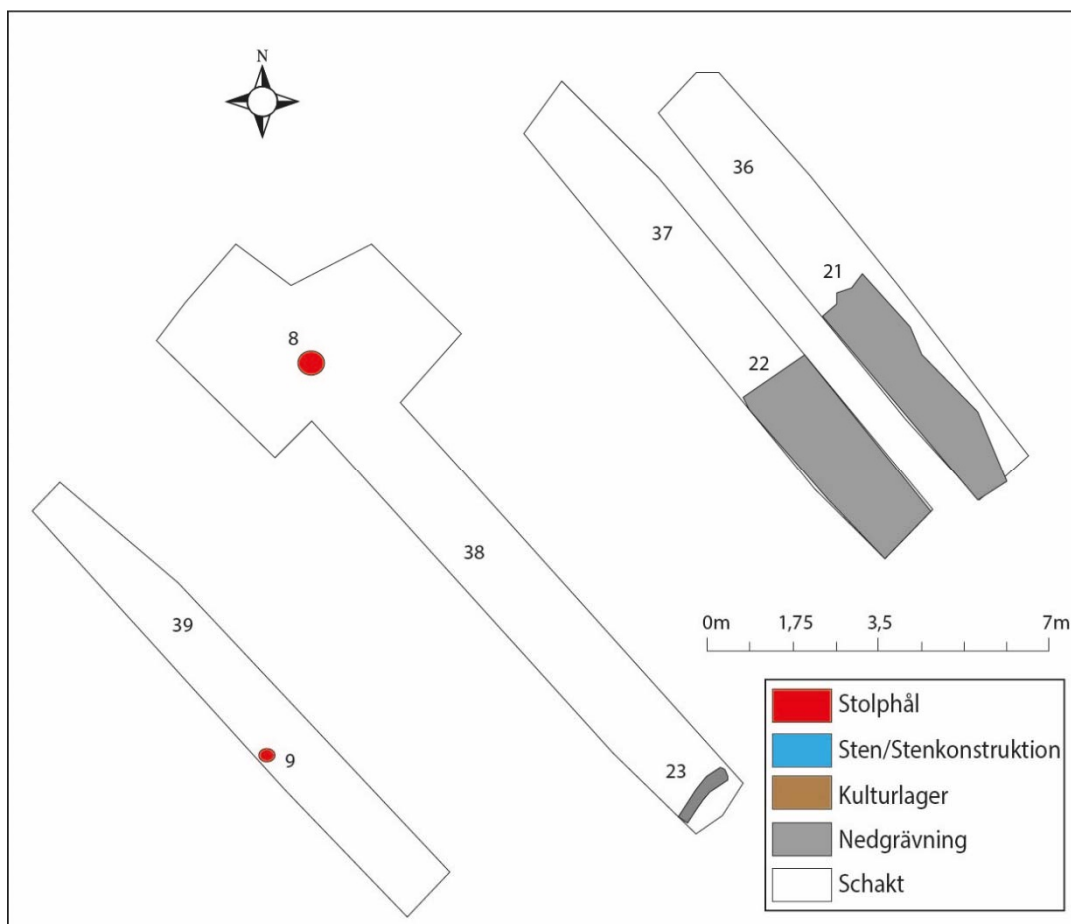 N
36
37
21
8
22
38
39
9
23
0m 1,75 3,5 7m
Stolphål
Sten/Stenkonstruktion
Kulturlager
Nedgrävning
Schakt